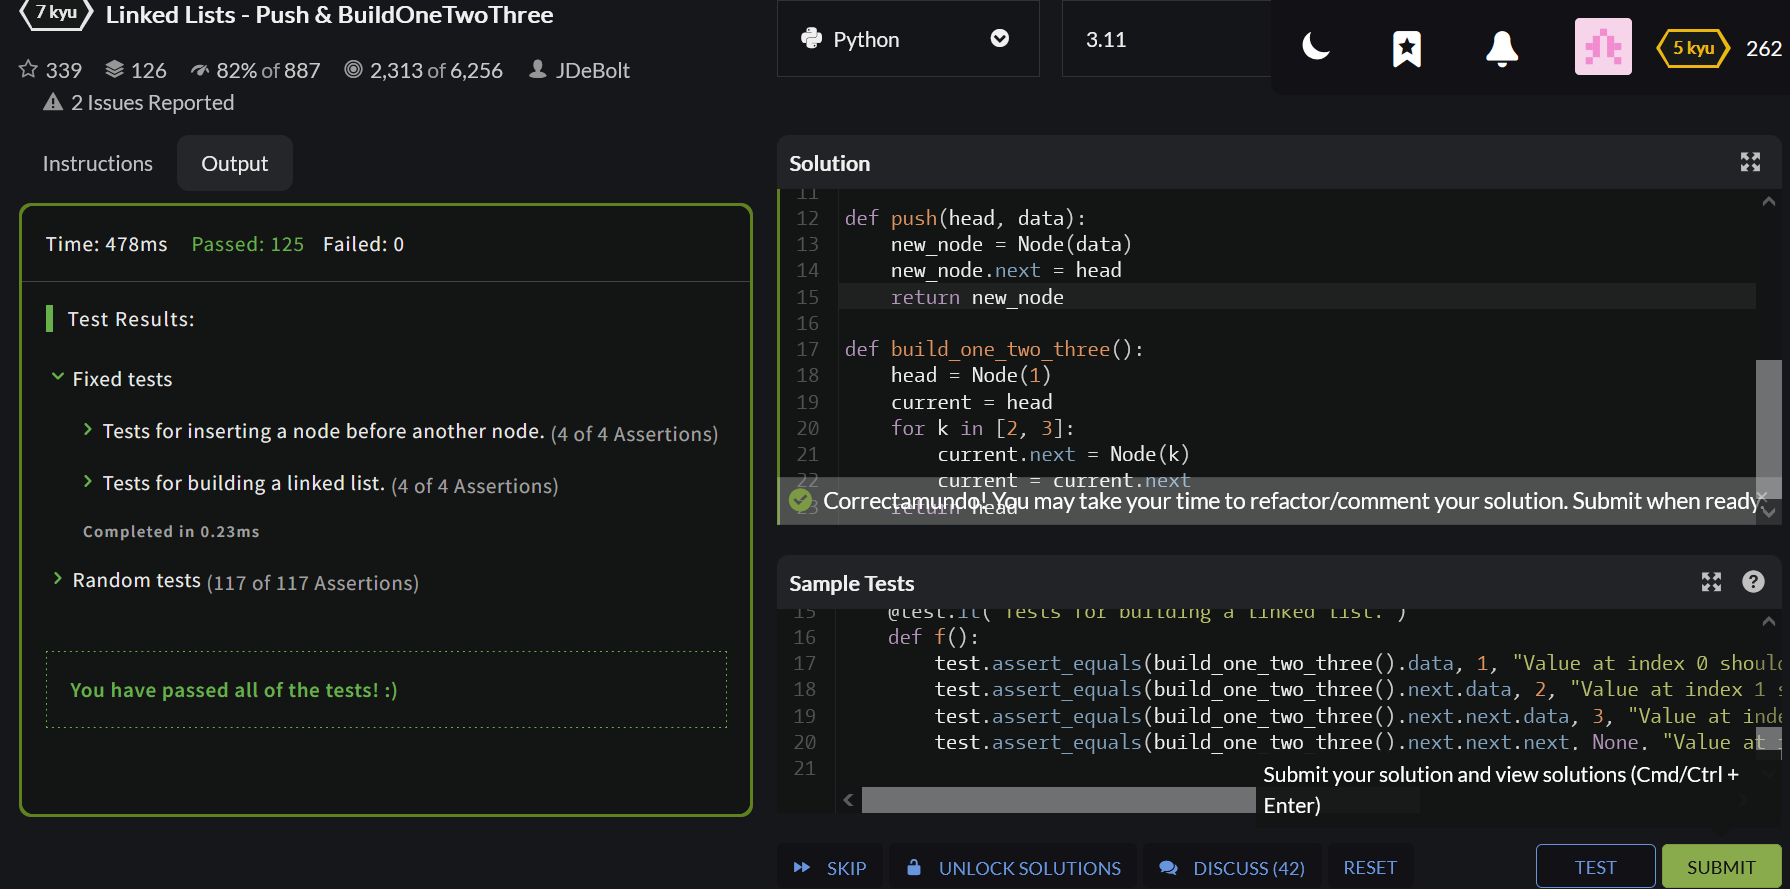 7 kyu Linked Lists - Push & BuildOneTwoThree
339 126 82% of 887 2,313 of 6,256 JDeBolt
2 Issues Reported
Python
3.11
5 kyu 262
Instructions Output
Time: 478ms Passed: 125 Failed: 0
Test Results:
Fixed tests
Tests for inserting a node before another node. (4 of 4 Assertions)
Tests for building a linked list. (4 of 4 Assertions)
Completed in 0.23ms
Random tests (117 of 117 Assertions)
You have passed all of the tests! :)
Solution
11
12 def push(head, data):
13     new_node = Node(data)
14     new_node.next = head
15     return new_node
16
17 def build_one_two_three():
18     head = Node(1)
19     current = head
20     for k in [2, 3]:
21         current.next = Node(k)
22         current = current.next
23     return head
Correctamundo! You may take your time to refactor/comment your solution. Submit when ready.
Sample Tests
15     @test.it('Tests for building a linked list.')
16     def f():
17         test.assert_equals(build_one_two_three().data, 1, "Value at index 0 should
18         test.assert_equals(build_one_two_three().next.data, 2, "Value at index 1 s
19         test.assert_equals(build_one_two_three().next.next.data, 3, "Value at inde
20         test.assert_equals(build_one_two_three().next.next.next, None, "Value at
21
Submit your solution and view solutions (Cmd/Ctrl +
Enter)
SKIP UNLOCK SOLUTIONS DISCUSS (42) RESET TEST SUBMIT